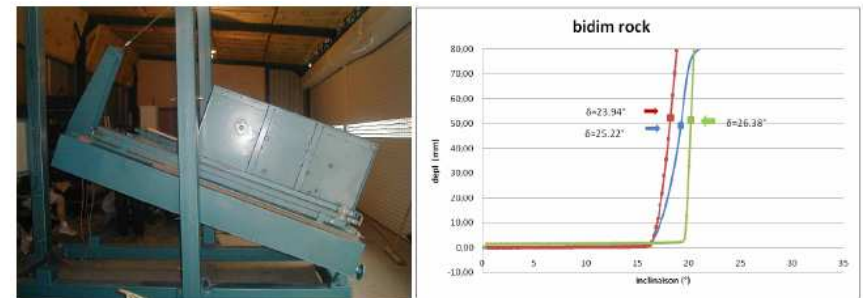 bidim rock
80,00
70,00
60,00
50,00
40,00
30,00
20,00
10,00
0,00
-10,00
depl (mm)
δ=23.94°
δ=25.22°
δ=26.38°
0 5 10 15 20 25 30 35
inclinaison (°)